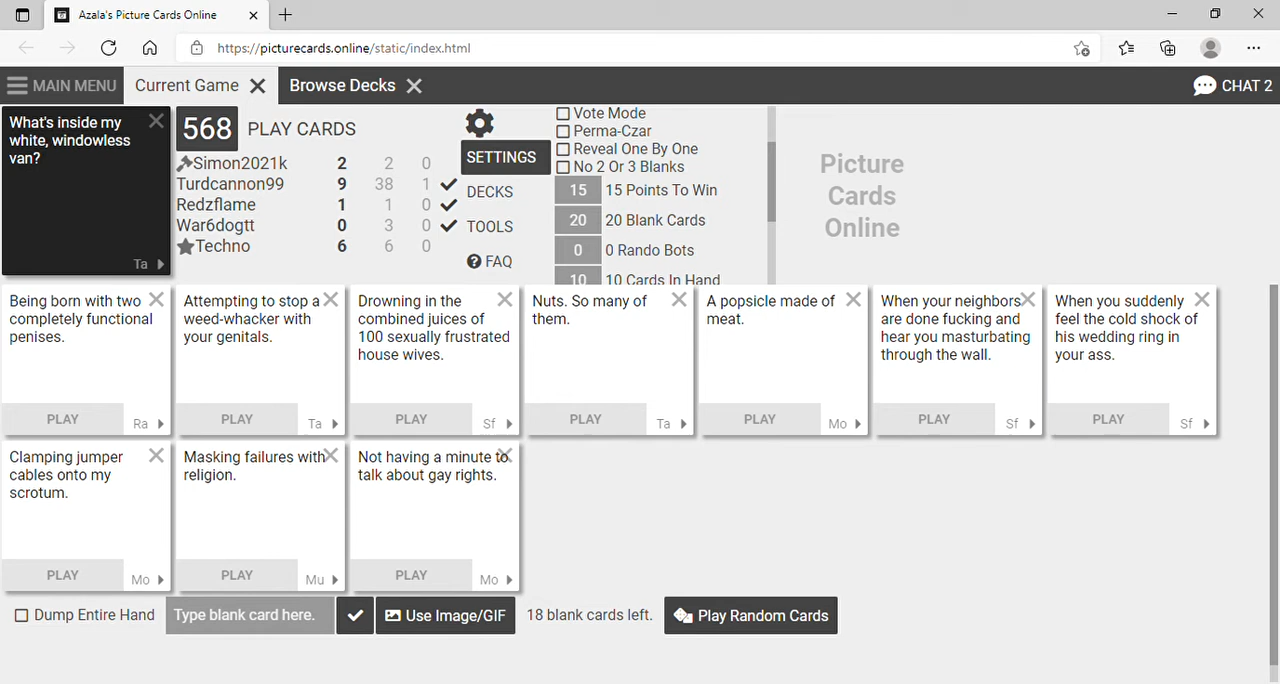 Azala's Picture Cards Online
https://picturecards.online/static/index.html
MAIN MENU
Current Game
Browse Decks
CHAT 2
What's inside my
white, windowless
van?
Ta
568 PLAY CARDS
Simon2021k 2 2 0
Turdcannon99 9 38 1
Redzflame 1 1 0
War6dogtt 0 3 0
Techno 6 6 0
SETTINGS
DECKS
TOOLS
FAQ
Vote Mode
Perma-Czar
Reveal One By One
No 2 Or 3 Blanks
15 15 Points To Win
20 20 Blank Cards
0 0 Rando Bots
10 10 Cards In Hand
Picture
Cards
Online
Being born with two
completely functional
penises.
PLAY Ra
Attempting to stop a
weed-whacker with
your genitals.
PLAY Ta
Drowning in the
combined juices of
100 sexually frustrated
house wives.
PLAY Sf
Nuts. So many of
them.
PLAY Ta
A popsicle made of
meat.
PLAY Mo
When your neighbors
are done fucking and
hear you masturbating
through the wall.
PLAY Sf
When you suddenly
feel the cold shock of
his wedding ring in
your ass.
PLAY Sf
Clamping jumper
cables onto my
scrotum.
PLAY Mo
Masking failures with
religion.
PLAY Mu
Not having a minute to
talk about gay rights.
PLAY Mo
Dump Entire Hand
Type blank card here.
Use Image/GIF
18 blank cards left.
Play Random Cards